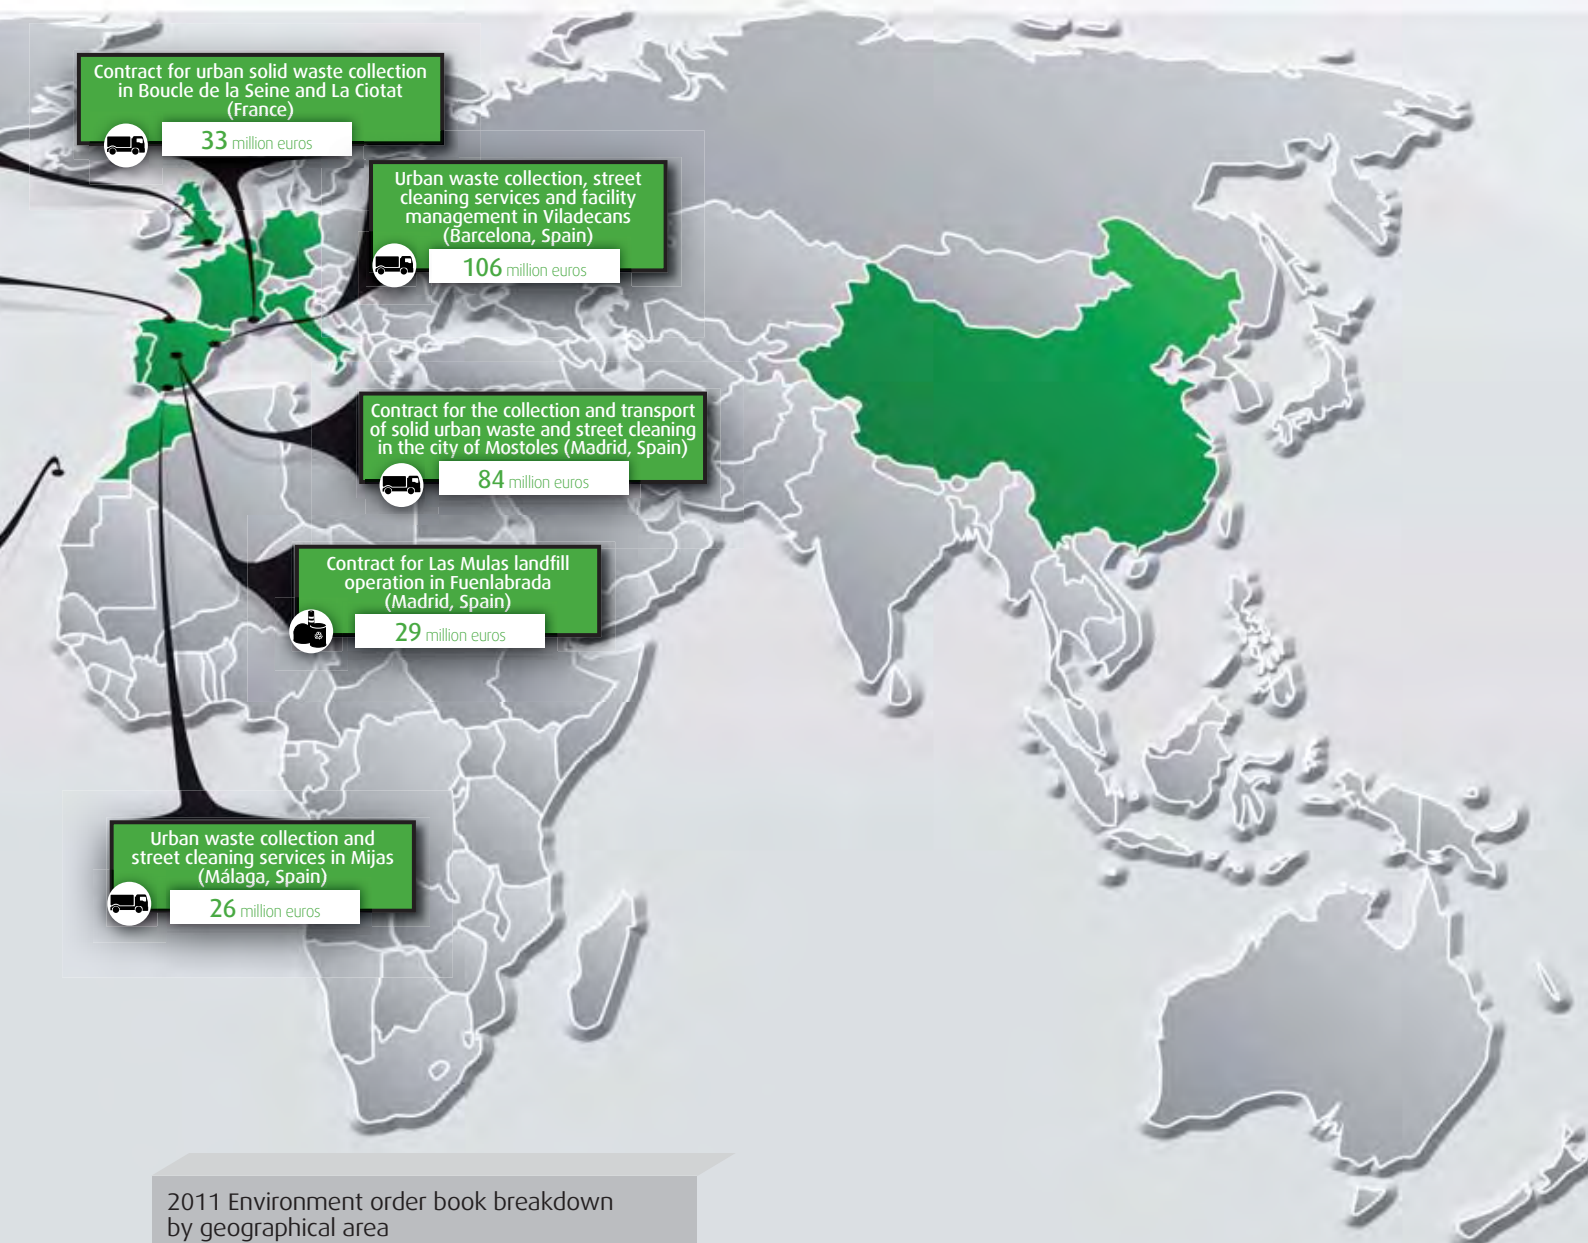 Contract for urban solid waste collection
in Boucle de la Seine and La Ciotat
(France)
33 million euros
Urban waste collection, street
cleaning services and facility
management in Viladecans
(Barcelona, Spain)
106 million euros
Contract for the collection and transport
of solid urban waste and street cleaning
in the city of Mostoles (Madrid, Spain)
84 million euros
Contract for Las Mulas landfill
operation in Fuenlabrada
(Madrid, Spain)
29 million euros
Urban waste collection and
street cleaning services in Mijas
(Málaga, Spain)
26 million euros
2011 Environment order book breakdown
by geographical area